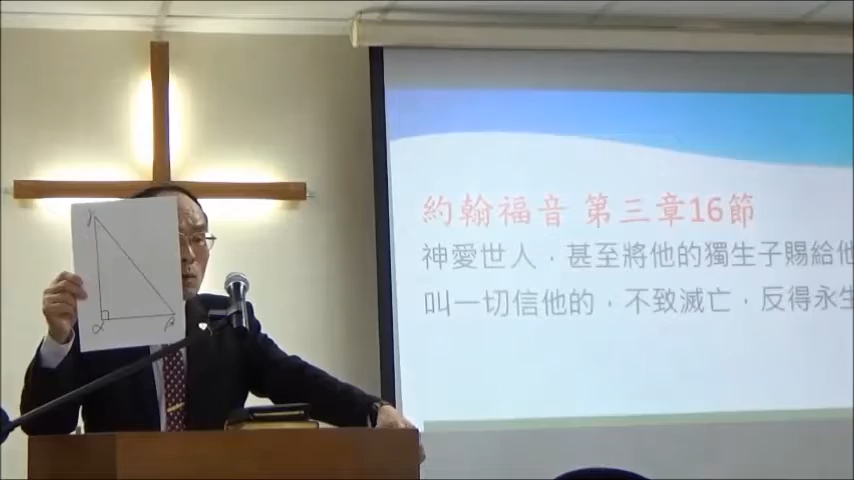 約翰福音 第三章16節
神愛世人，甚至將他的獨生子賜給他
叫一切信他的，不致滅亡，反得永生